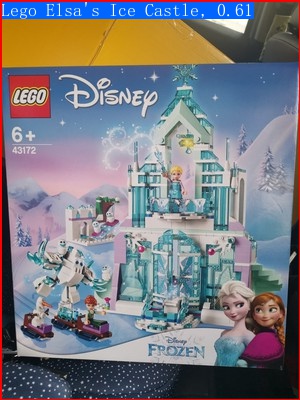 Lego Elsa's Ice Castle, 0.61
LEGO
Disney
6+
43172
Disney
FROZEN